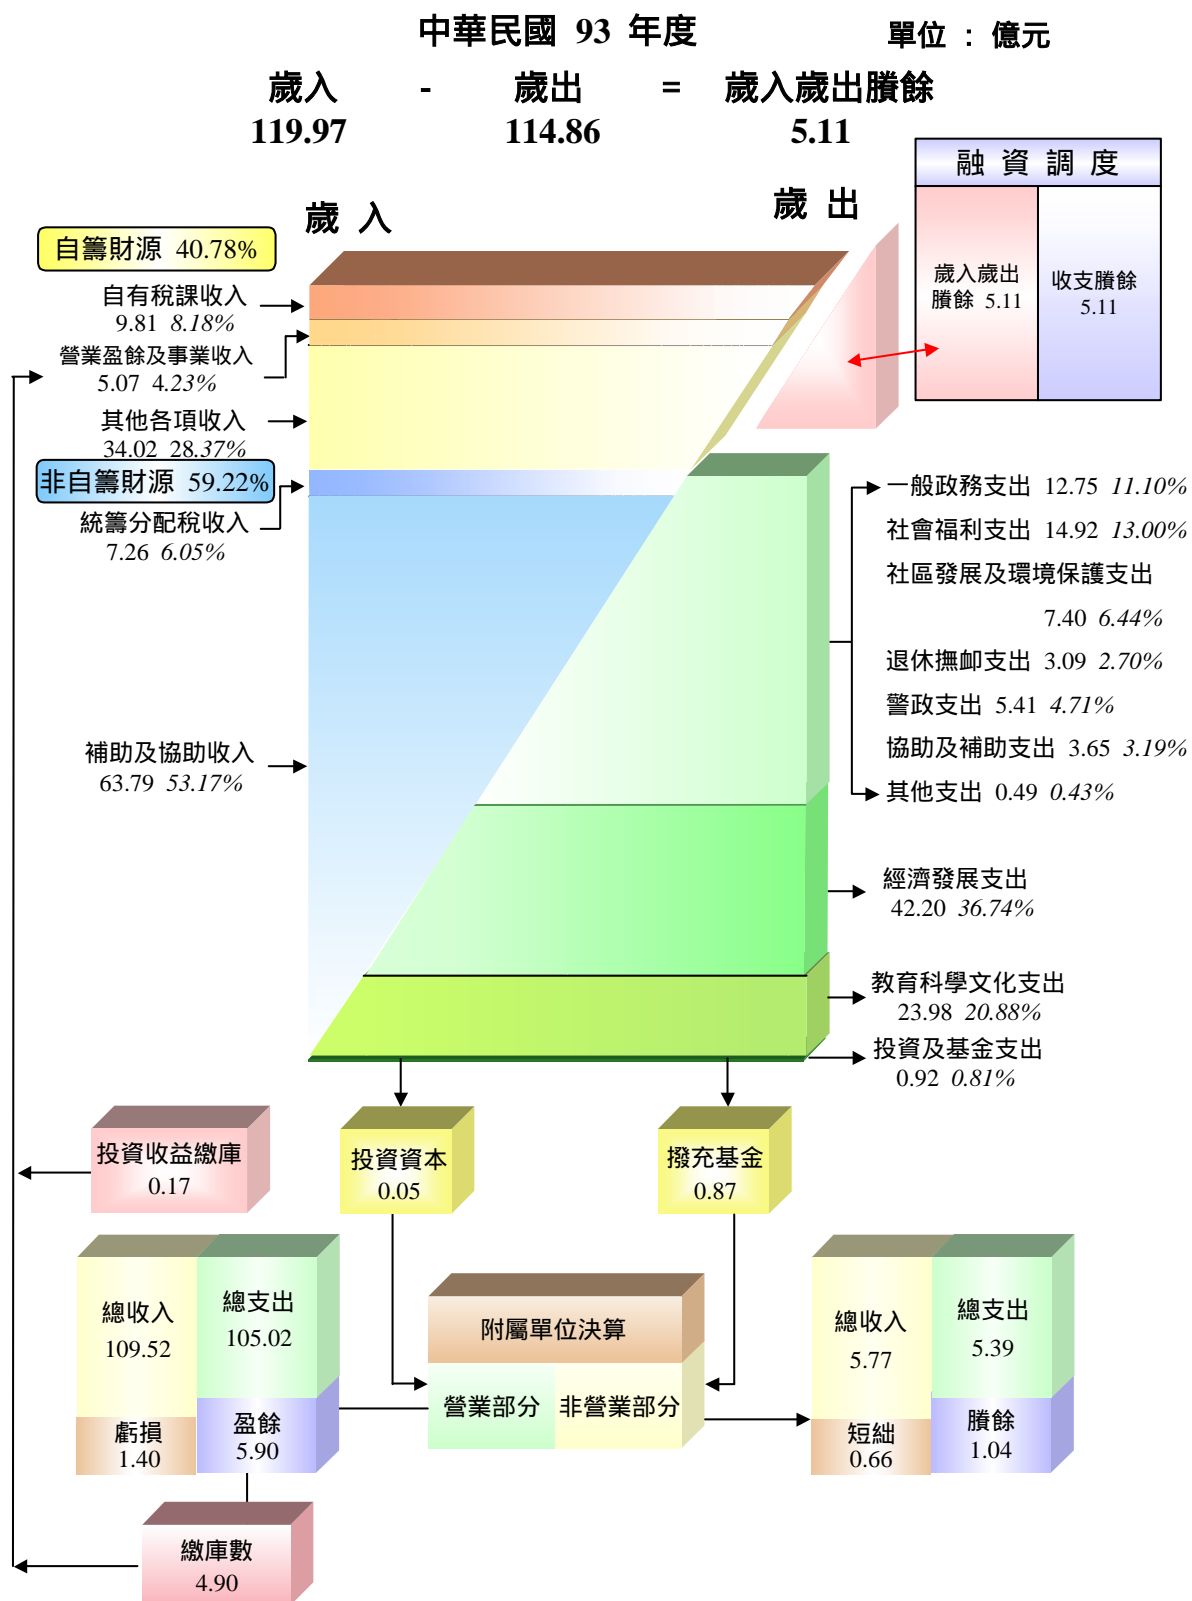 中華民國 93 年度
單位 : 億元
歲入 - 歲出 = 歲入歲出賸餘
119.97 114.86 5.11
融資調度
歲入歲出
賸餘 5.11
收支賸餘
5.11
歲入
歲出
自籌財源 40.78%
自有稅課收入
9.81 8.18%
營業盈餘及事業收入
5.07 4.23%
其他各項收入
34.02 28.37%
非自籌財源 59.22%
統籌分配稅收入
7.26 6.05%
補助及協助收入
63.79 53.17%
一般政務支出 12.75 11.10%
社會福利支出 14.92 13.00%
社區發展及環境保護支出
7.40 6.44%
退休撫卹支出 3.09 2.70%
警政支出 5.41 4.71%
協助及補助支出 3.65 3.19%
其他支出 0.49 0.43%
經濟發展支出
42.20 36.74%
教育科學文化支出
23.98 20.88%
投資及基金支出
0.92 0.81%
投資收益繳庫
0.17
投資資本
0.05
撥充基金
0.87
總收入
109.52
虧損
1.40
總支出
105.02
盈餘
5.90
附屬單位決算
營業部分
非營業部分
總收入
5.77
短絀
0.66
總支出
5.39
賸餘
1.04
繳庫數
4.90